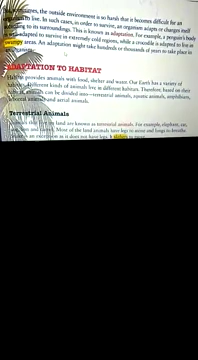 Sometimes, the outside environment is so harsh that it becomes difficult for an
organism to live. In such cases, in order to survive, an organism adapts or changes itself
according to its surroundings. This is known as adaptation. For example, a penguin's body
is well adapted to survive in extremely cold regions, while a crocodile is adapted to live in
swampy areas. An adaptation might take hundreds or thousands of years to take place in
ADAPTATION TO HABITAT
Habitat provides animals with food, shelter and water. Our Earth has a variety of
habitats. Different kinds of animals live in different habitats. Therefore, based on their
habitat, animals can be divided into—terrestrial animals, aquatic animals, amphibians,
arboreal animals and aerial animals.
Terrestrial Animals
Animals that live on land are known as terrestrial animals. For example, elephant, cat,
lion and Most of the land animals have legs to move and lungs to breathe.
is an exception as it does not have legs. It